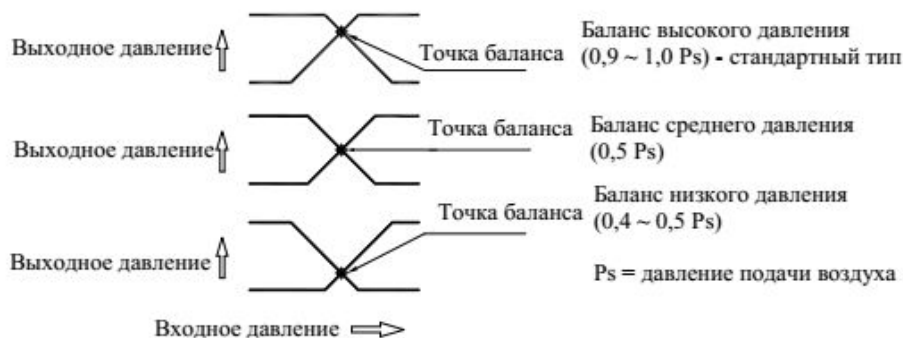 Выходное давление
Точка баланса
Баланс высокого давления
(0,9 ~ 1,0 Ps) - стандартный тип
Выходное давление
Точка баланса
Баланс среднего давления
(0,5 Ps)
Выходное давление
Точка баланса
Баланс низкого давления
(0,4 ~ 0,5 Ps)
Ps = давление подачи воздуха
Входное давление